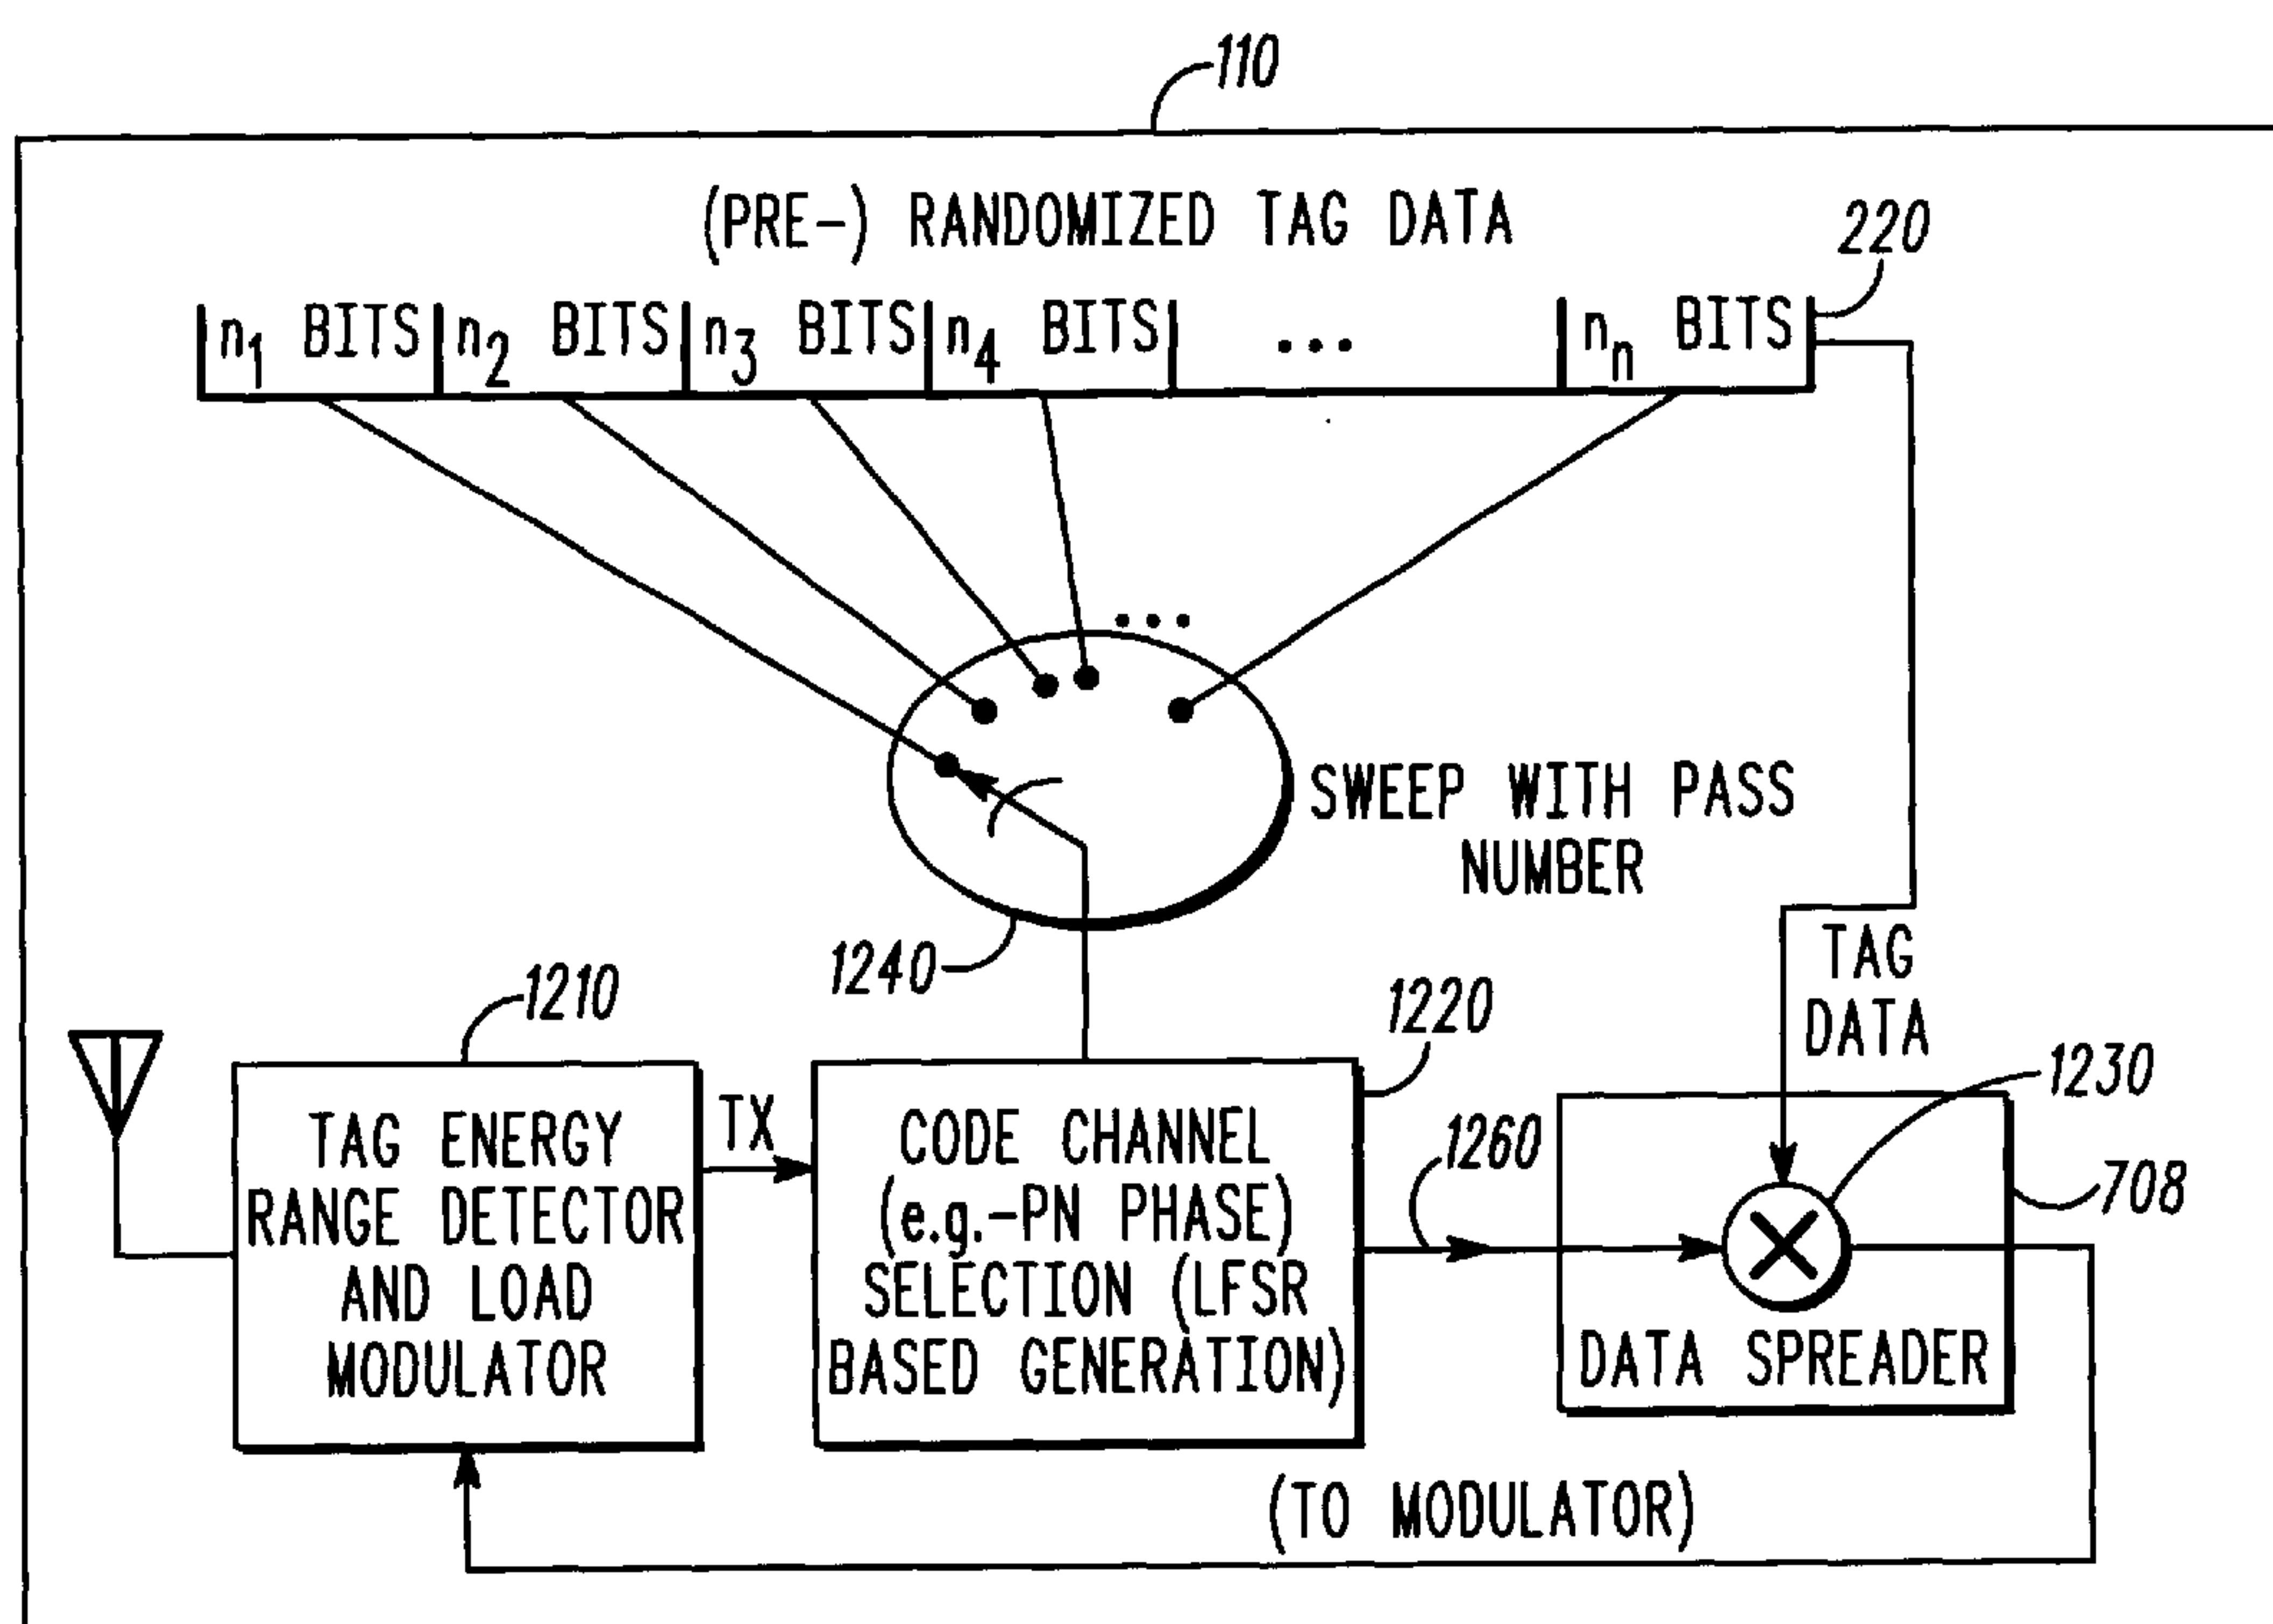 110
(PRE-) RANDOMIZED TAG DATA
220
n1 BITS n2 BITS n3 BITS n4 BITS ... nn BITS
...
SWEEP WITH PASS
NUMBER
1240
TAG
DATA
1210
1220
1230
TAG ENERGY
RANGE DETECTOR
AND LOAD
MODULATOR
TX
CODE CHANNEL
(e.g.-PN PHASE)
SELECTION (LFSR
BASED GENERATION)
1260
708
DATA SPREADER
(TO MODULATOR)